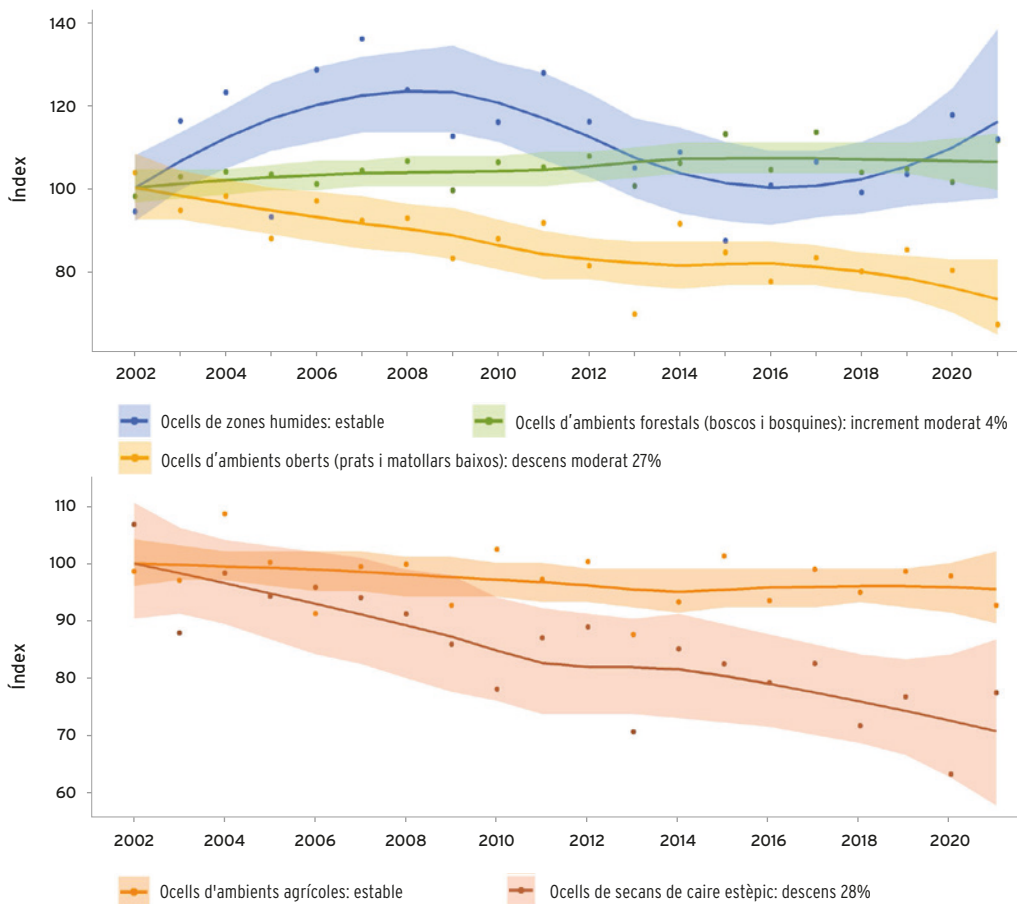 Índex
140
120
100
80
2002 2004 2006 2008 2010 2012 2014 2016 2018 2020
Ocells de zones humides: estable
Ocells d'ambients forestals (boscos i bosquines): increment moderat 4%
Ocells d'ambients oberts (prats i matollars baixos): descens moderat 27%
Índex
110
100
90
80
70
60
2002 2004 2006 2008 2010 2012 2014 2016 2018 2020
Ocells d'ambients agrícoles: estable
Ocells de secans de caire estèpic: descens 28%